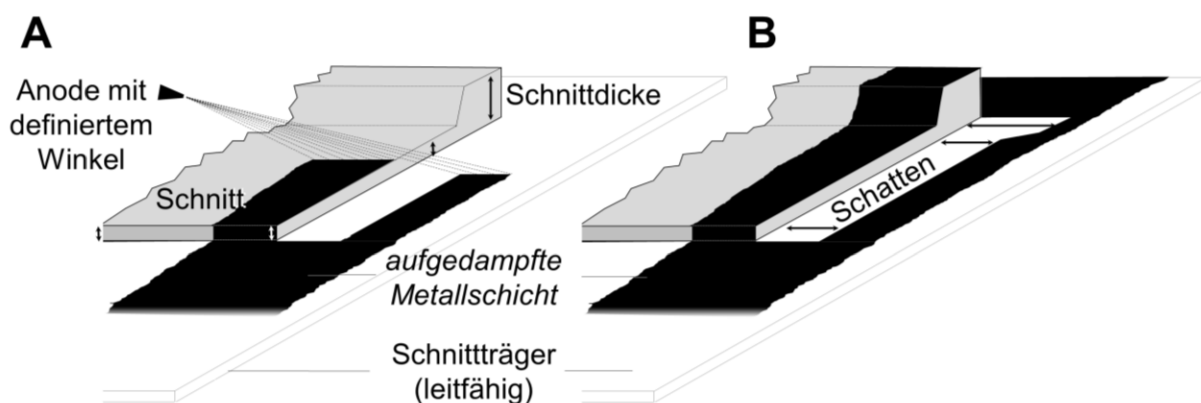 A
B
Anode mit
definiertem
Winkel
Schnittdicke
Schnitt
Schatten
aufgedampfte
Metallschicht
Schnittträger
(leitfähig)